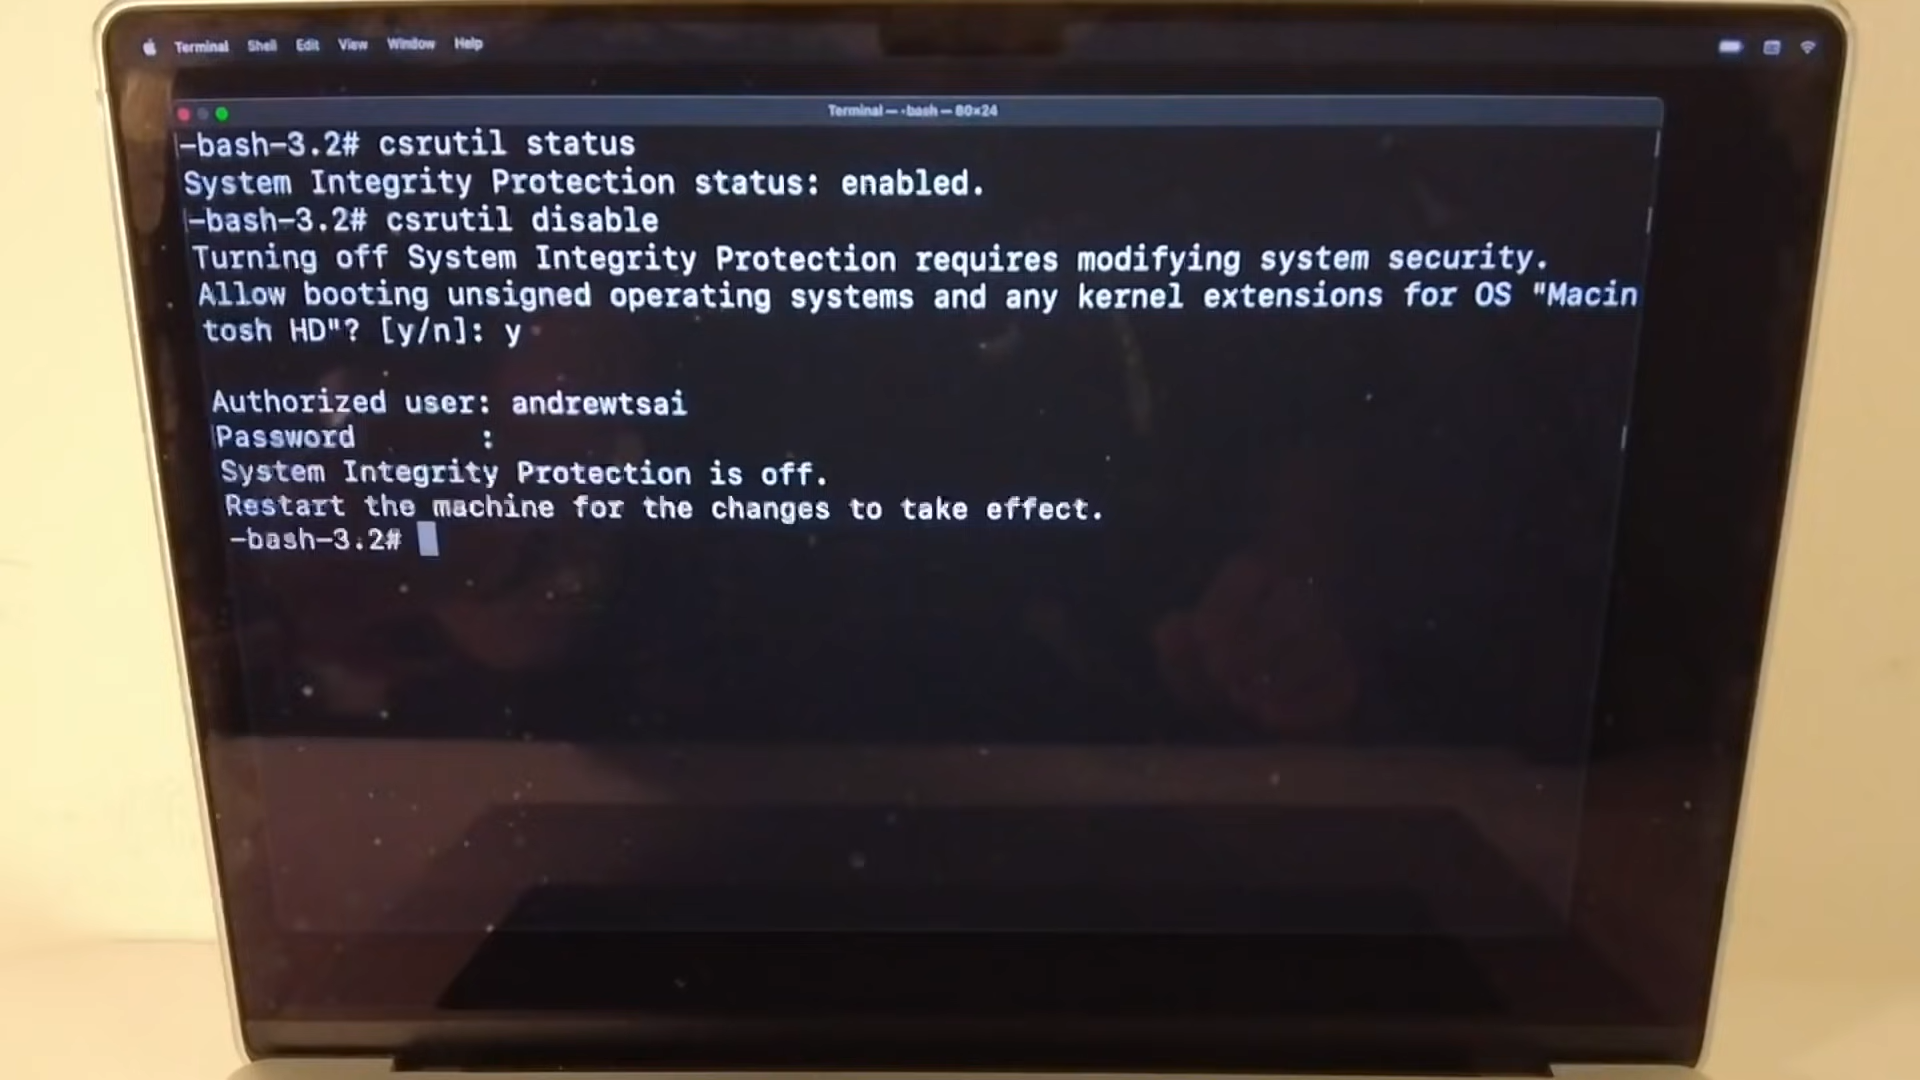 Terminal Shell Edit View Window Help
Terminal — -bash — 80×24
-bash-3.2# csrutil status
System Integrity Protection status: enabled.
-bash-3.2# csrutil disable
Turning off System Integrity Protection requires modifying system security.
Allow booting unsigned operating systems and any kernel extensions for OS "Macin
tosh HD"? [y/n]: y
Authorized user: andrewtsai
Password :
System Integrity Protection is off.
Restart the machine for the changes to take effect.
-bash-3.2#